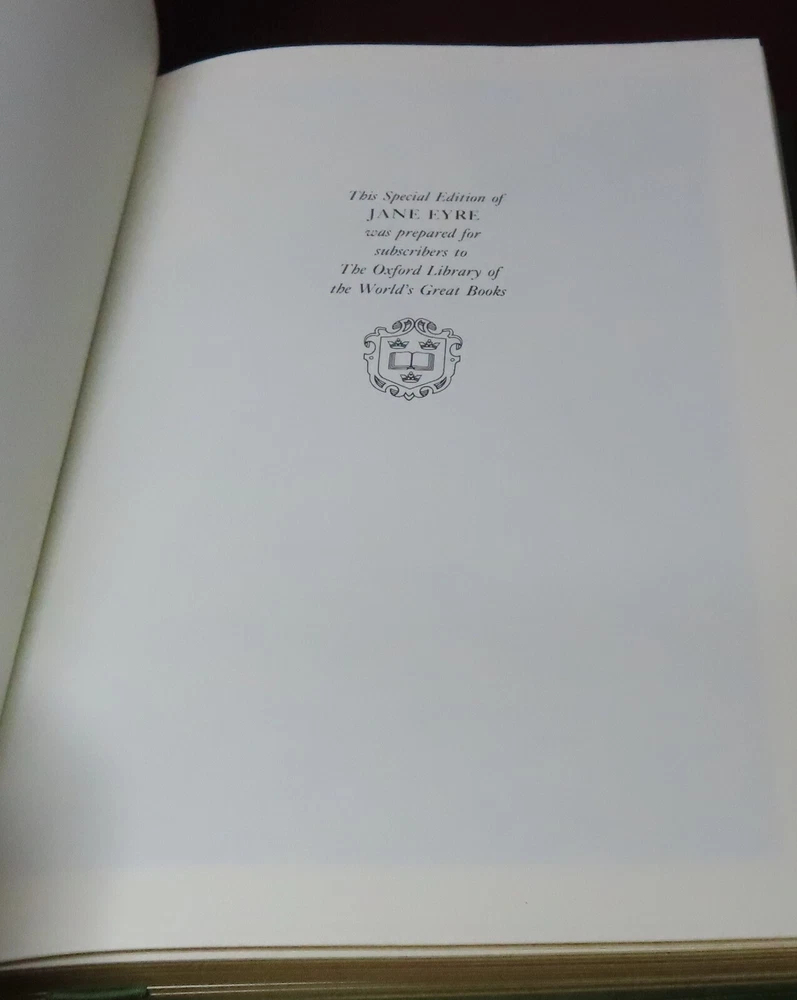 This Special Edition of
JANE EYRE
was prepared for
subscribers to
The Oxford Library of
the World's Great Books